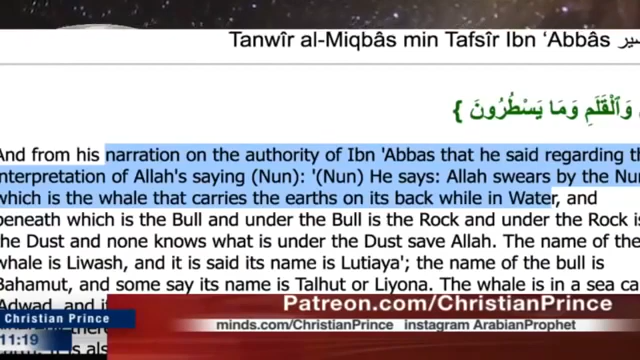 Tanwîr al-Miqbâs min Tafsîr Ibn ‘Abbâs
وَٱلْقَلَمِ وَمَا يَسْطُرُونَ }
And from his narration on the authority of Ibn 'Abbas that he said regarding
interpretation of Allah's saying (Nun): '(Nun) He says: Allah swears by the Nun
which is the whale that carries the earths on its back while in Water, and
beneath which is the Bull and under the Bull is the Rock and under the Rock is
the Dust and none knows what is under the Dust save Allah. The name of the
whale is Liwash, and it is said its name is Lutiaya'; the name of the bull is
Bahamut, and some say its name is Talhut or Liyona. The whale is in a sea
Adwad, and
Patreon.com/ChristianPrince
Christian Prince
minds.com/ChristianPrince instagram ArabianProphet
11:19
is als